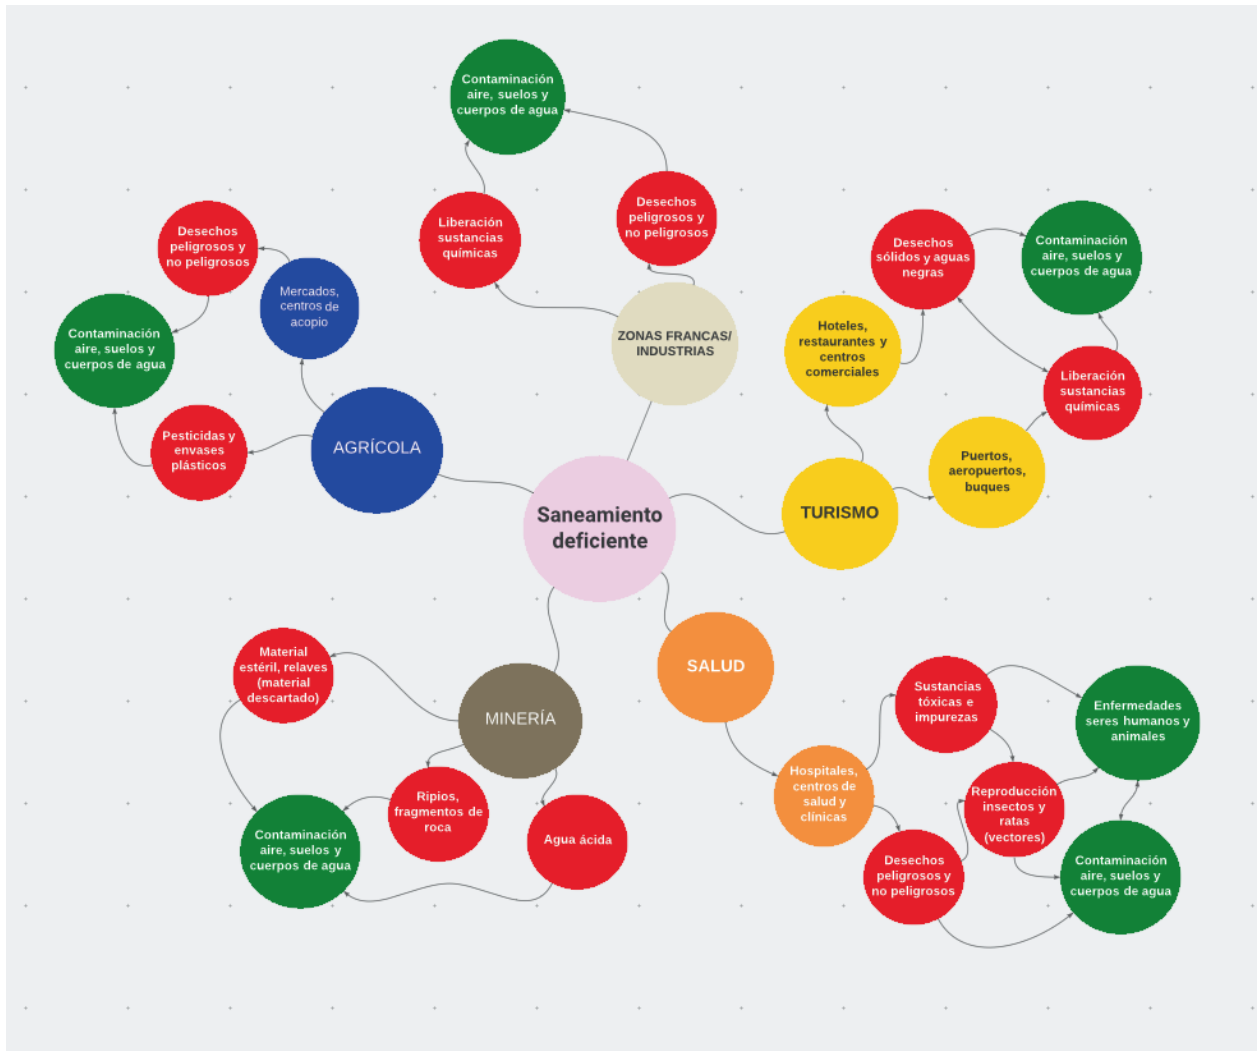 Contaminación
aire, suelos y
cuerpos de agua
Liberación
sustancias
químicas
Desechos
peligrosos y
no peligrosos
ZONAS FRANCAS/
INDUSTRIAS
Desechos
peligrosos y
no peligrosos
Mercados,
centros de
acopio
Contaminación
aire, suelos y
cuerpos de agua
Pesticidas y
envases
plásticos
AGRÍCOLA
Desechos
sólidos y aguas
negras
Contaminación
aire, suelos y
cuerpos de agua
Hoteles,
restaurantes y
centros
comerciales
Liberación
sustancias
químicas
Puertos,
aeropuertos,
buques
TURISMO
Saneamiento
deficiente
Material
estéril, relaves
(material
descartado)
MINERÍA
Ripios,
fragmentos de
roca
Agua ácida
Contaminación
aire, suelos y
cuerpos de agua
SALUD
Hospitales,
centros de
salud y
clínicas
Sustancias
tóxicas e
impurezas
Enfermedades
seres humanos y
animales
Reproducción
insectos y
ratas
(vectores)
Desechos
peligrosos y
no peligrosos
Contaminación
aire, suelos y
cuerpos de agua